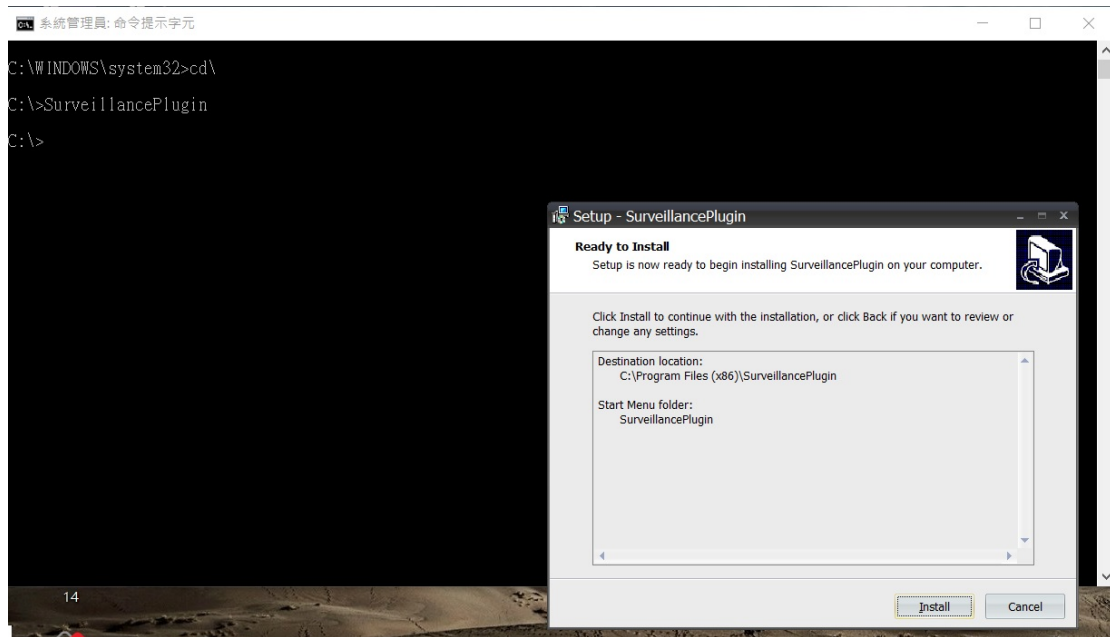 系統管理員: 命令提示字元
C:\WINDOWS\system32>cd\
C:\>SurveillancePlugin
C:\>
Setup - SurveillancePlugin
Ready to Install
Setup is now ready to begin installing SurveillancePlugin on your computer.
Click Install to continue with the installation, or click Back if you want to review or
change any settings.
Destination location:
C:\Program Files (x86)\SurveillancePlugin
Start Menu folder:
SurveillancePlugin
Install
Cancel
14